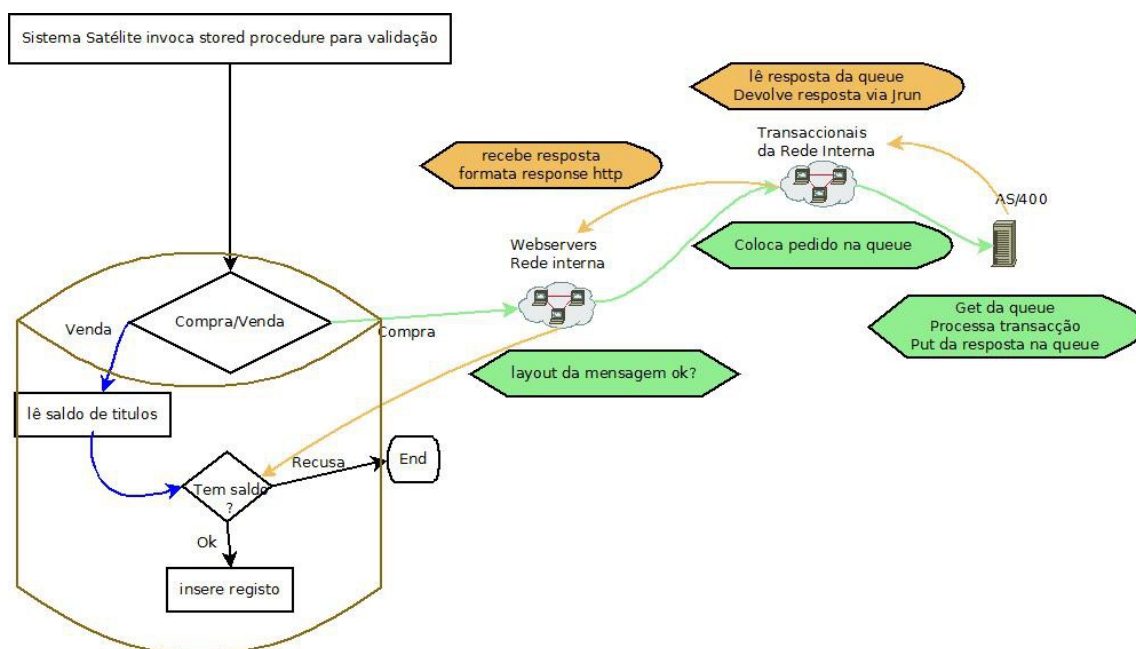 Sistema Satélite invoca stored procedure para validação
lê resposta da queue
Devolve resposta via Jrun
Transaccionais
da Rede Interna
recebe resposta
formata response http
AS/400
Webservers
Rede interna
Coloca pedido na queue
Compra/Venda
Venda
Compra
Get da queue
Processa transacção
Put da resposta na queue
layout da mensagem ok?
lê saldo de titulos
Recusa
End
Tem saldo
?
Ok
insere registo